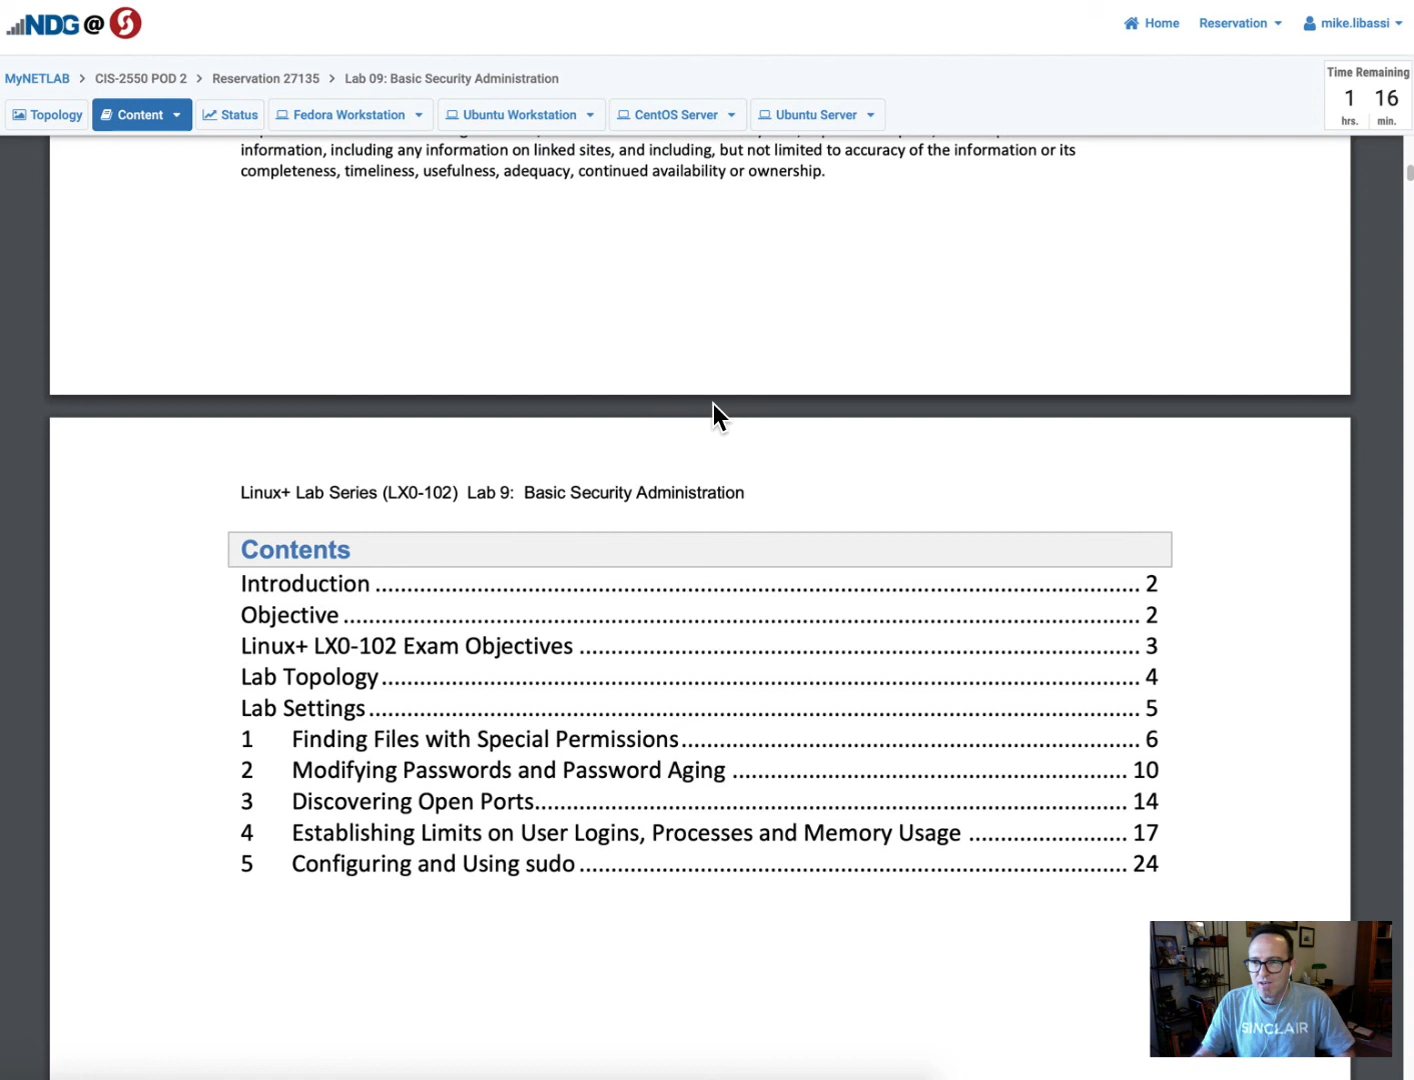 NDG @ S
Home
Reservation
mike.libassi
MyNETLAB > CIS-2550 POD 2 > Reservation 27135 > Lab 09: Basic Security Administration
Time Remaining
1 16
hrs. min.
Topology
Content
Status
Fedora Workstation
Ubuntu Workstation
CentOS Server
Ubuntu Server
information, including any information on linked sites, and including, but not limited to accuracy of the information or its
completeness, timeliness, usefulness, adequacy, continued availability or ownership.
Linux+ Lab Series (LX0-102) Lab 9: Basic Security Administration
Contents
Introduction ........ 2
Objective ........ 2
Linux+ LX0-102 Exam Objectives ........ 3
Lab Topology ........ 4
Lab Settings ........ 5
1 Finding Files with Special Permissions ........ 6
2 Modifying Passwords and Password Aging ........ 10
3 Discovering Open Ports ........ 14
4 Establishing Limits on User Logins, Processes and Memory Usage ........ 17
5 Configuring and Using sudo ........ 24
SINCLAIR